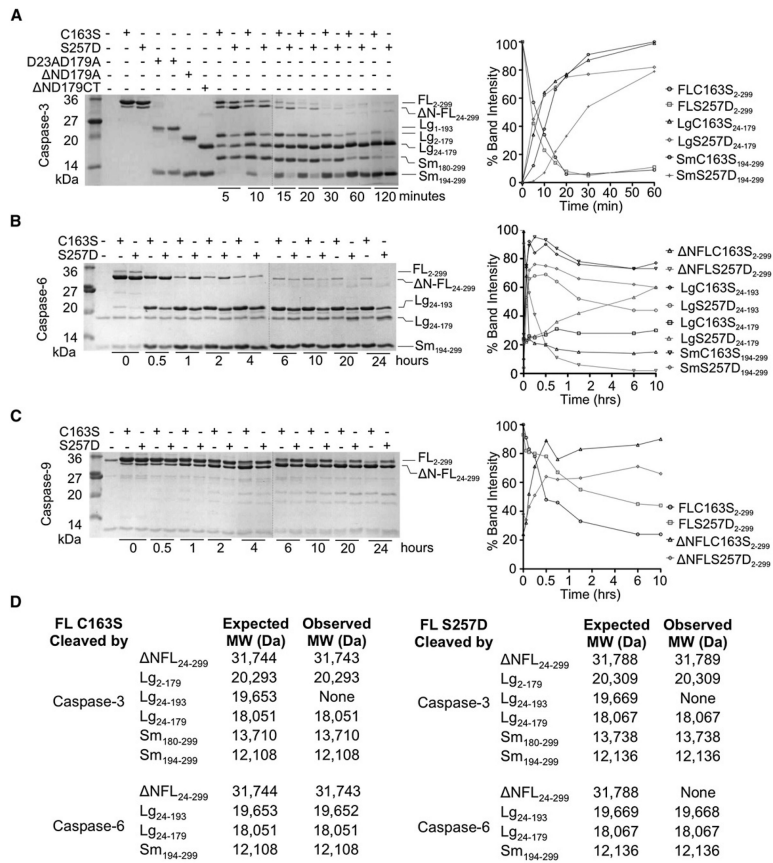 A
C163S - + - - - - - + - + - + - + - + - + - + -
S257D - - + - - - - - + - + - + - + - + - + - +
D23AD179A
ΔND179A
ΔND179CT
Caspase-3
36
27
20
14
kDa
FL2-299
ΔN-FL24-299
Lg1-193
Lg2-179
Lg24-179
Sm180-299
Sm194-299
5 10 15 20 30 60 120 minutes
% Band Intensity
100
80
60
40
20
0
0 10 20 30 40 50 60
Time (min)
FLC163S2-299
FLS257D2-299
LgC163S24-179
LgS257D24-179
SmC163S194-299
SmS257D194-299
B
C163S
S257D
Caspase-6
36
27
20
14
kDa
FL2-299
ΔN-FL24-299
Lg24-193
Lg24-179
Sm194-299
0 0.5 1 2 4 6 10 20 24 hours
% Band Intensity
100
80
60
40
20
0
0 0.5 1 2 6 10
Time (hrs)
ΔNFLC163S2-299
ΔNFLS257D2-299
LgC163S24-193
LgS257D24-193
LgC163S24-179
LgS257D24-179
SmC163S194-299
SmS257D194-299
C
C163S
S257D
Caspase-9
36
27
20
14
kDa
FL2-299
ΔN-FL24-299
0 0.5 1 2 4 6 10 20 24 hours
% Band Intensity
100
80
60
40
20
0
0 0.5 1 2 6 10
Time (hrs)
FLC163S2-299
FLS257D2-299
ΔNFLC163S2-299
ΔNFLS257D2-299
D
FL C163S Expected Observed
Cleaved by MW (Da) MW (Da)
ΔNFL24-299 31,744 31,743
Lg2-179 20,293 20,293
Caspase-3 Lg24-193 19,653 None
Lg24-179 18,051 18,051
Sm180-299 13,710 13,710
Sm194-299 12,108 12,108
ΔNFL24-299 31,744 31,743
Caspase-6 Lg24-193 19,653 19,652
Lg24-179 18,051 18,051
Sm194-299 12,108 12,108
FL S257D Expected Observed
Cleaved by MW (Da) MW (Da)
ΔNFL24-299 31,788 31,789
Lg2-179 20,309 20,309
Caspase-3 Lg24-193 19,669 None
Lg24-179 18,067 18,067
Sm180-299 13,738 13,738
Sm194-299 12,136 12,136
ΔNFL24-299 31,788 None
Caspase-6 Lg24-193 19,669 19,668
Lg24-179 18,067 18,067
Sm194-299 12,136 12,136